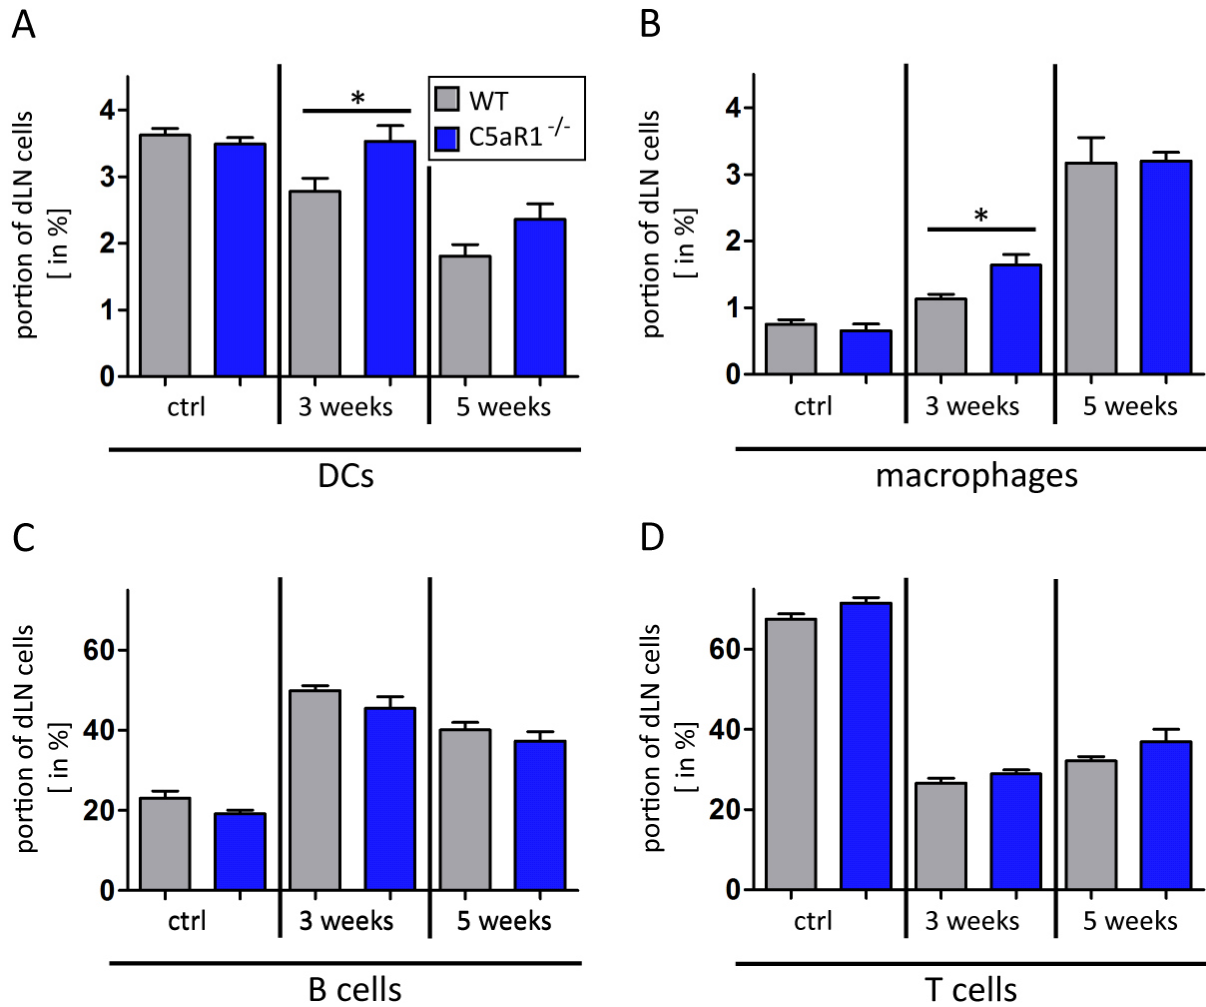 A
portion of dLN cells
[ in %]
4
3
2
1
0
*
WT
C5aR1 -/-
ctrl
3 weeks
5 weeks
DCs
B
portion of dLN cells
[ in %]
4
3
2
1
0
*
ctrl
3 weeks
5 weeks
macrophages
C
portion of dLN cells
[ in %]
60
40
20
0
ctrl
3 weeks
5 weeks
B cells
D
portion of dLN cells
[ in %]
60
40
20
0
ctrl
3 weeks
5 weeks
T cells